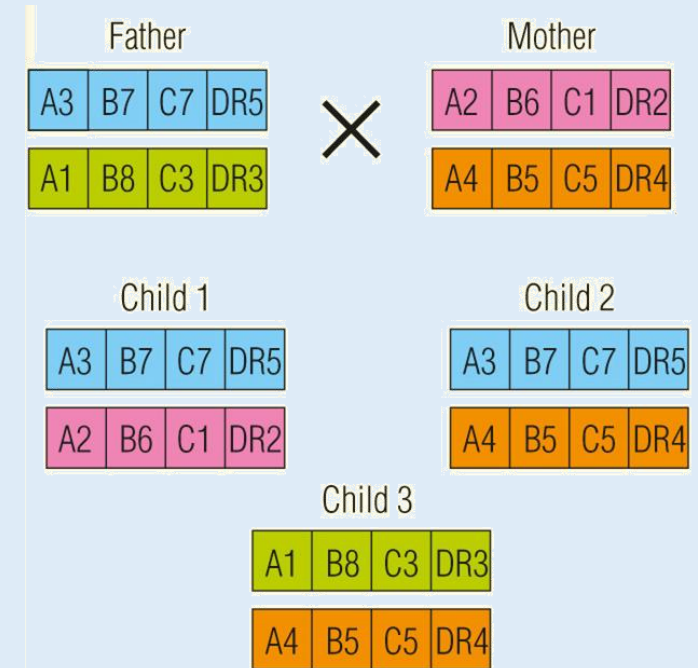 Father Mother
A3 B7 C7 DR5 A2 B6 C1 DR2
A1 B8 C3 DR3 A4 B5 C5 DR4
Child 1 Child 2
A3 B7 C7 DR5 A3 B7 C7 DR5
A2 B6 C1 DR2 A4 B5 C5 DR4
Child 3
A1 B8 C3 DR3
A4 B5 C5 DR4